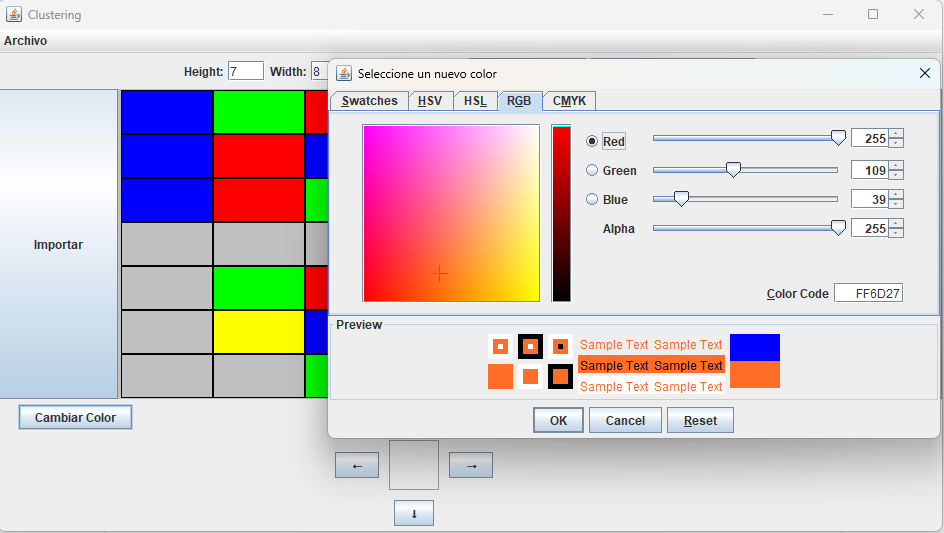 Clustering
Archivo
Height: 7 Width: 8
Seleccione un nuevo color
Swatches HSV HSL RGB CMYK
Red 255
Green 109
Blue 39
Alpha 255
Color Code FF6D27
Importar
Preview
Sample Text Sample Text
Sample Text Sample Text
Sample Text Sample Text
OK Cancel Reset
Cambiar Color
← →
↓